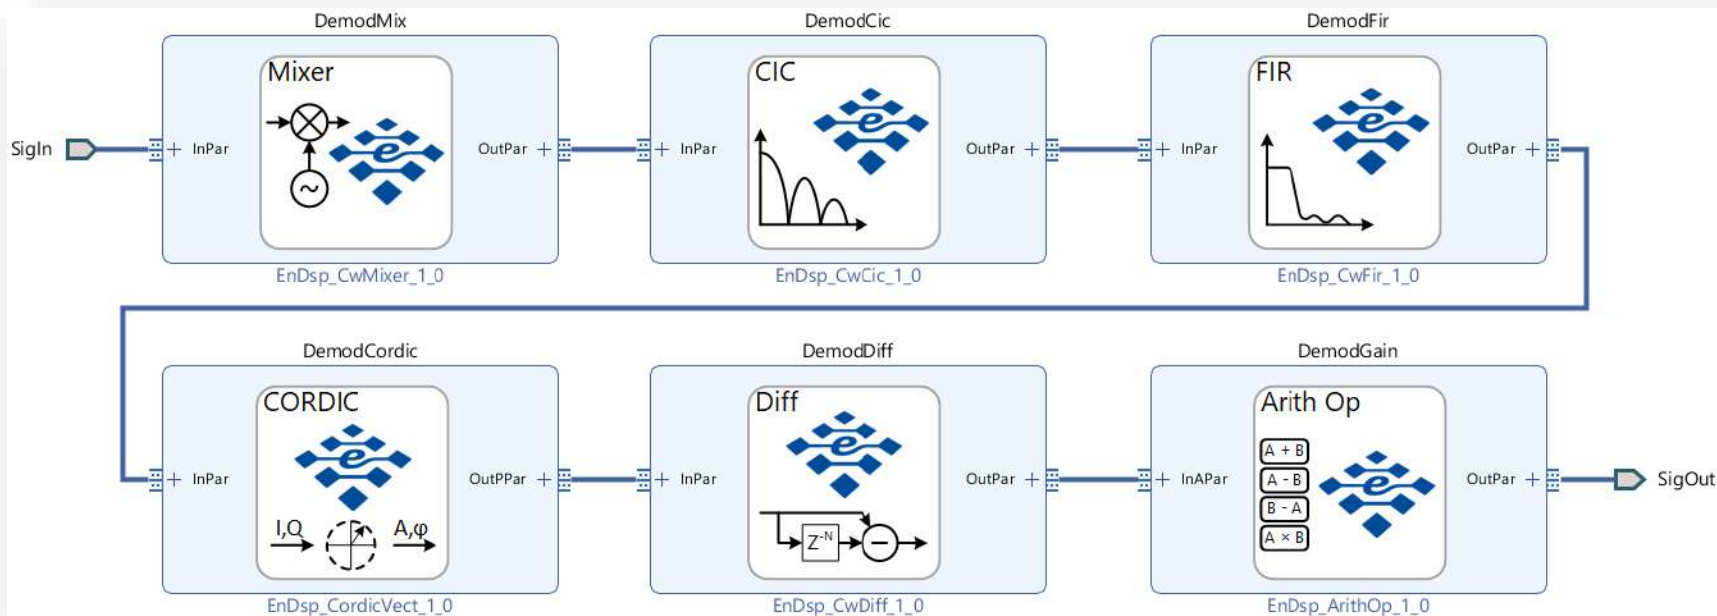 DemodMix
DemodCic
DemodFir
Mixer
CIC
FIR
SigIn
InPar
OutPar
InPar
OutPar
InPar
OutPar
e
e
e
~
EnDsp_CwMixer_1_0
EnDsp_CwCic_1_0
EnDsp_CwFir_1_0
DemodCordic
DemodDiff
DemodGain
CORDIC
Diff
Arith Op
A + B
A - B
B - A
A × B
InPar
OutPPar
InPar
OutPar
InAPar
OutPar
SigOut
e
e
e
I,Q
A,φ
Z-N
EnDsp_CordicVect_1_0
EnDsp_CwDiff_1_0
EnDsp_ArithOp_1_0